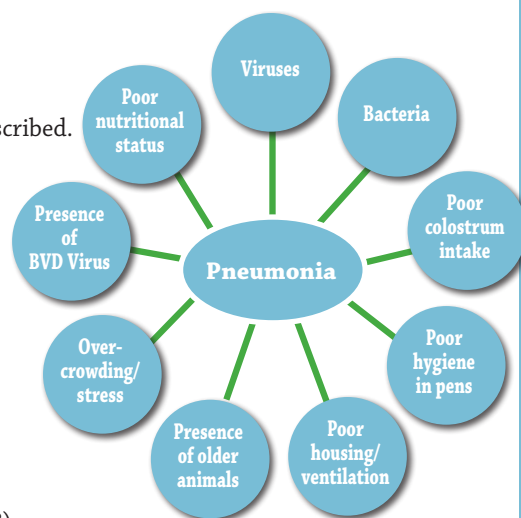 Viruses
Bacteria
Poor
nutritional
status
scribed.
Poor
colostrum
intake
Presence
of
BVD Virus
Pneumonia
Poor
hygiene
in pens
Over-
crowding/
stress
Presence
of older
animals
Poor
housing/
ventilation